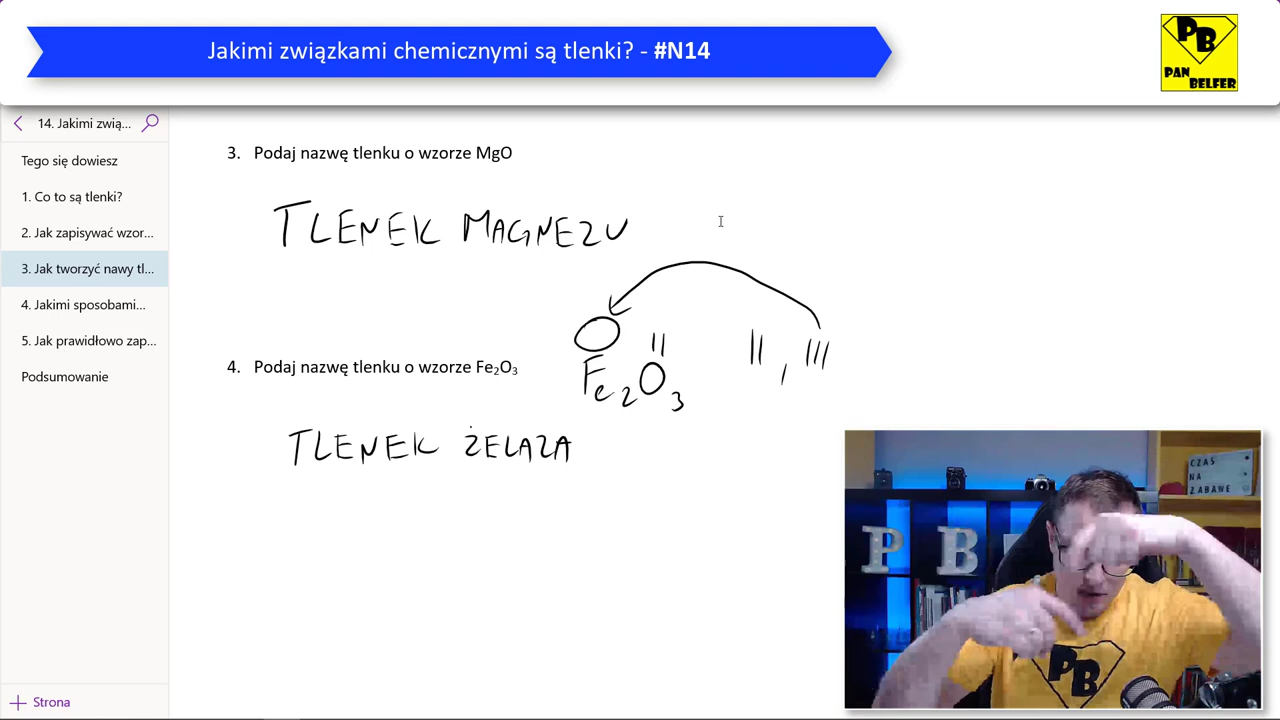 Jakimi związkami chemicznymi są tlenki? - #N14
PB
PAN
BELFER
14. Jakimi zwią...
Tego się dowiesz
1. Co to są tlenki?
2. Jak zapisywać wzor...
3. Jak tworzyć nawy tl...
4. Jakimi sposobami...
5. Jak prawidłowo zap...
Podsumowanie
Strona
3. Podaj nazwę tlenku o wzorze MgO
TLENEK MAGNEZU
II II , III
4. Podaj nazwę tlenku o wzorze Fe₂O₃
Fe₂O₃
TLENEK ŻELAZA
CZAS
NA
ZABAWE
P B
PB